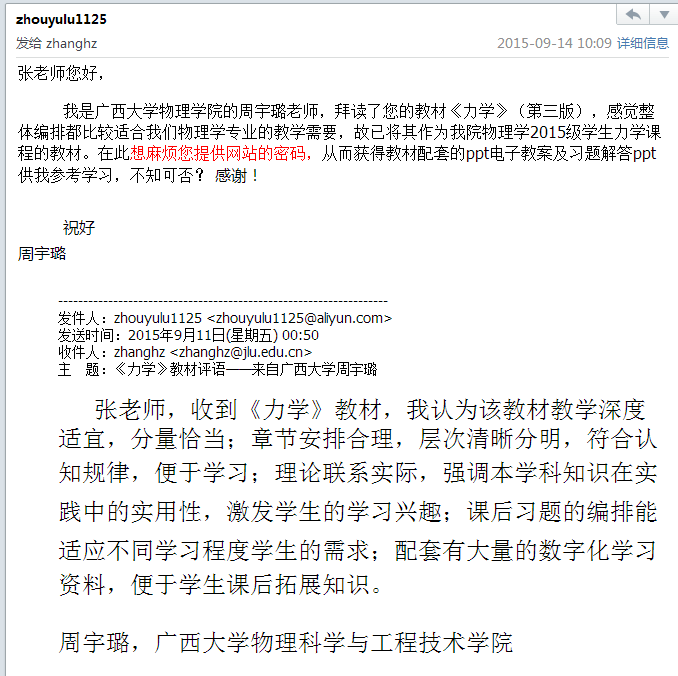 zhouyulu1125
发给 zhanghz 2015-09-14 10:09 详细信息
张老师您好，
我是广西大学物理学院的周宇璐老师，拜读了您的教材《力学》（第三版），感觉整
体编排都比较适合我们物理学专业的教学需要，故已将其作为我院物理学2015级学生力学课
程的教材。在此想麻烦您提供网站的密码，从而获得教材配套的ppt电子教案及习题解答ppt
供我参考学习，不知可否？ 感谢！
祝好
周宇璐
------------------------------------------------------------------
发件人：zhouyulu1125 <zhouyulu1125@aliyun.com>
发送时间：2015年9月11日(星期五) 00:50
收件人：zhanghz <zhanghz@jlu.edu.cn>
主　题：《力学》教材评语——来自广西大学周宇璐
张老师，收到《力学》教材，我认为该教材教学深度
适宜，分量恰当；章节安排合理，层次清晰分明，符合认
知规律，便于学习；理论联系实际，强调本学科知识在实
践中的实用性，激发学生的学习兴趣；课后习题的编排能
适应不同学习程度学生的需求；配套有大量的数字化学习
资料，便于学生课后拓展知识。
周宇璐，广西大学物理科学与工程技术学院